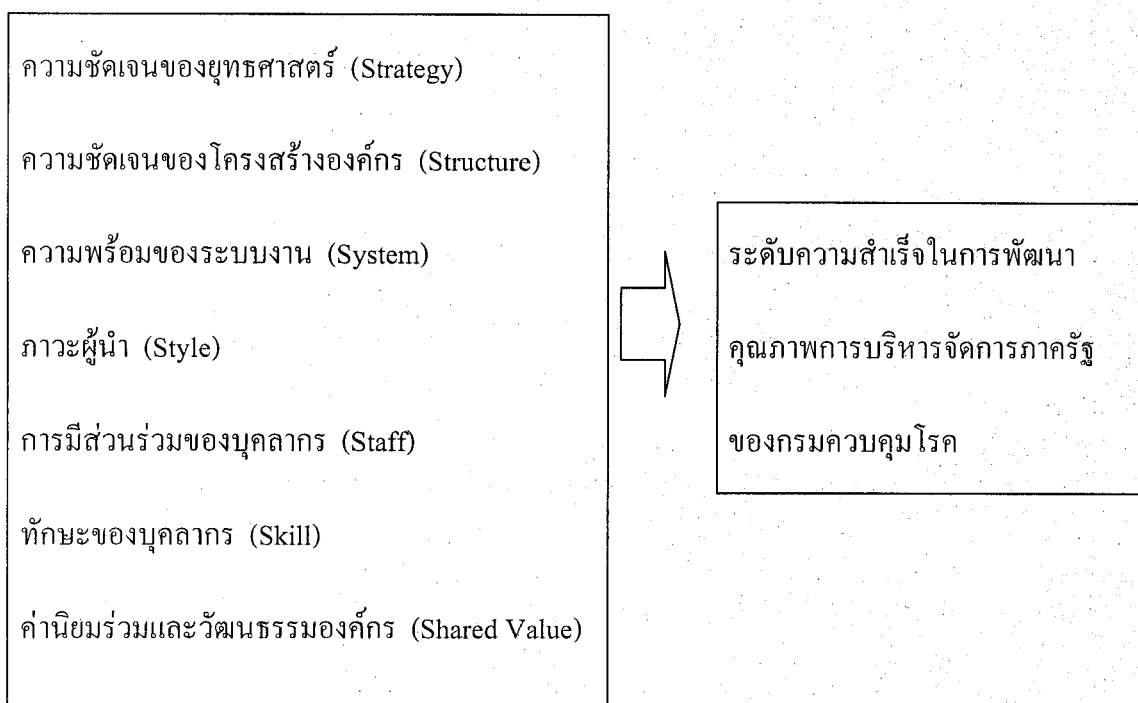 ความชัดเจนของยุทธศาสตร์ (Strategy)
ความชัดเจนของโครงสร้างองค์กร (Structure)
ความพร้อมของระบบงาน (System)
ภาวะผู้นำ (Style)
การมีส่วนร่วมของบุคลากร (Staff)
ทักษะของบุคลากร (Skill)
ค่านิยมร่วมและวัฒนธรรมองค์กร (Shared Value)
ระดับความสำเร็จในการพัฒนา
คุณภาพการบริหารจัดการภาครัฐ
ของกรมควบคุมโรค